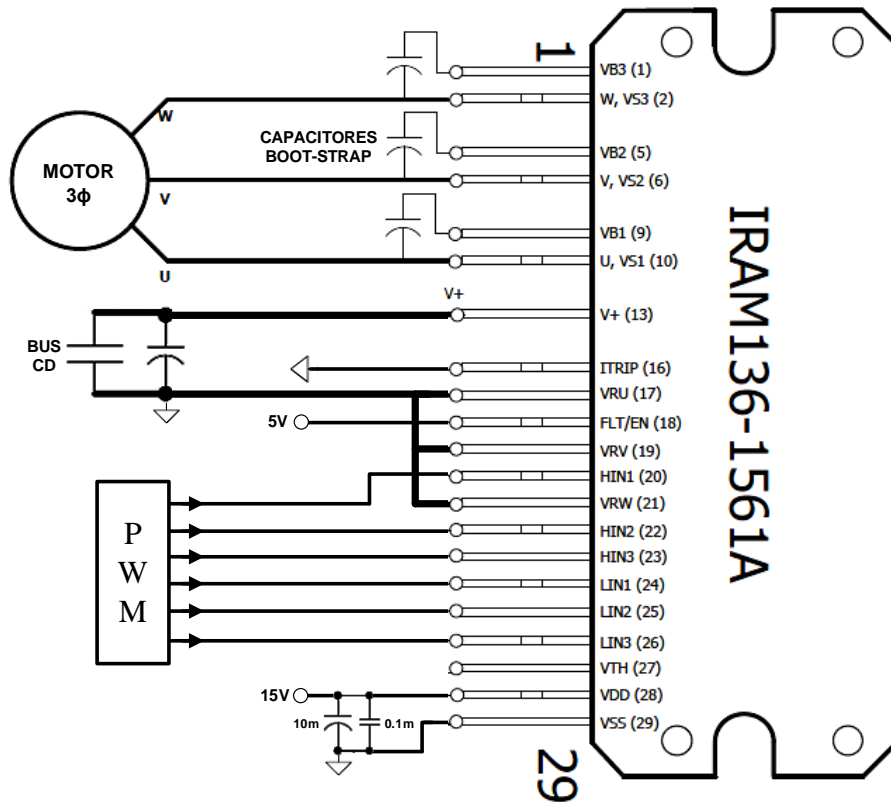 1
VB3 (1)
W, VS3 (2)
W
CAPACITORES
BOOT-STRAP
VB2 (5)
MOTOR
3ϕ
V, VS2 (6)
V
VB1 (9)
U, VS1 (10)
U
V+
V+ (13)
BUS
CD
ITRIP (16)
VRU (17)
5V
FLT/EN (18)
VRV (19)
HIN1 (20)
VRW (21)
P
W
M
HIN2 (22)
HIN3 (23)
LIN1 (24)
LIN2 (25)
LIN3 (26)
VTH (27)
15V
VDD (28)
10m
0.1m
VSS (29)
29
IRAM136-1561A